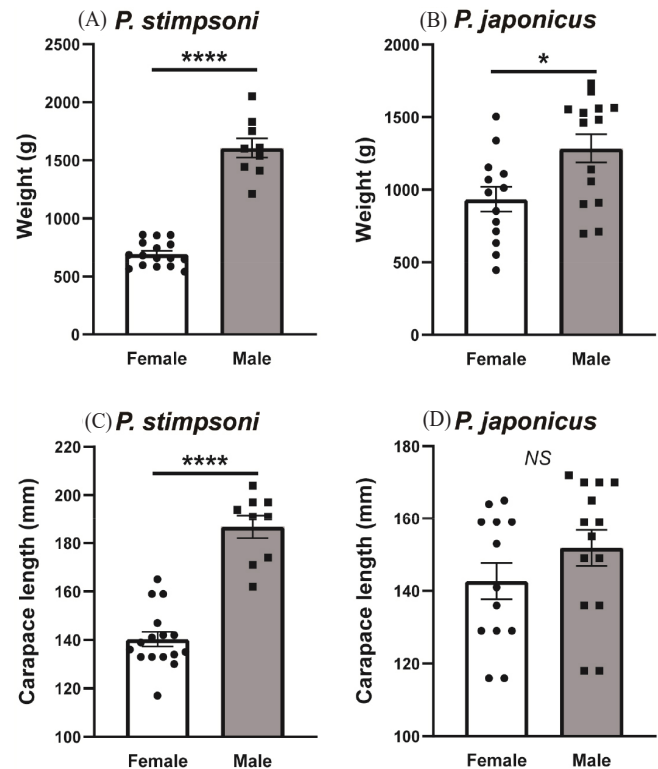 (A) P. stimpsoni
2500
2000
1500
1000
500
0
Weight (g)
****
Female Male
(B) P. japonicus
2000
1500
1000
500
0
Weight (g)
*
Female Male
(C) P. stimpsoni
220
200
180
160
140
120
100
Carapace length (mm)
****
Female Male
(D) P. japonicus
180
160
140
120
100
Carapace length (mm)
NS
Female Male